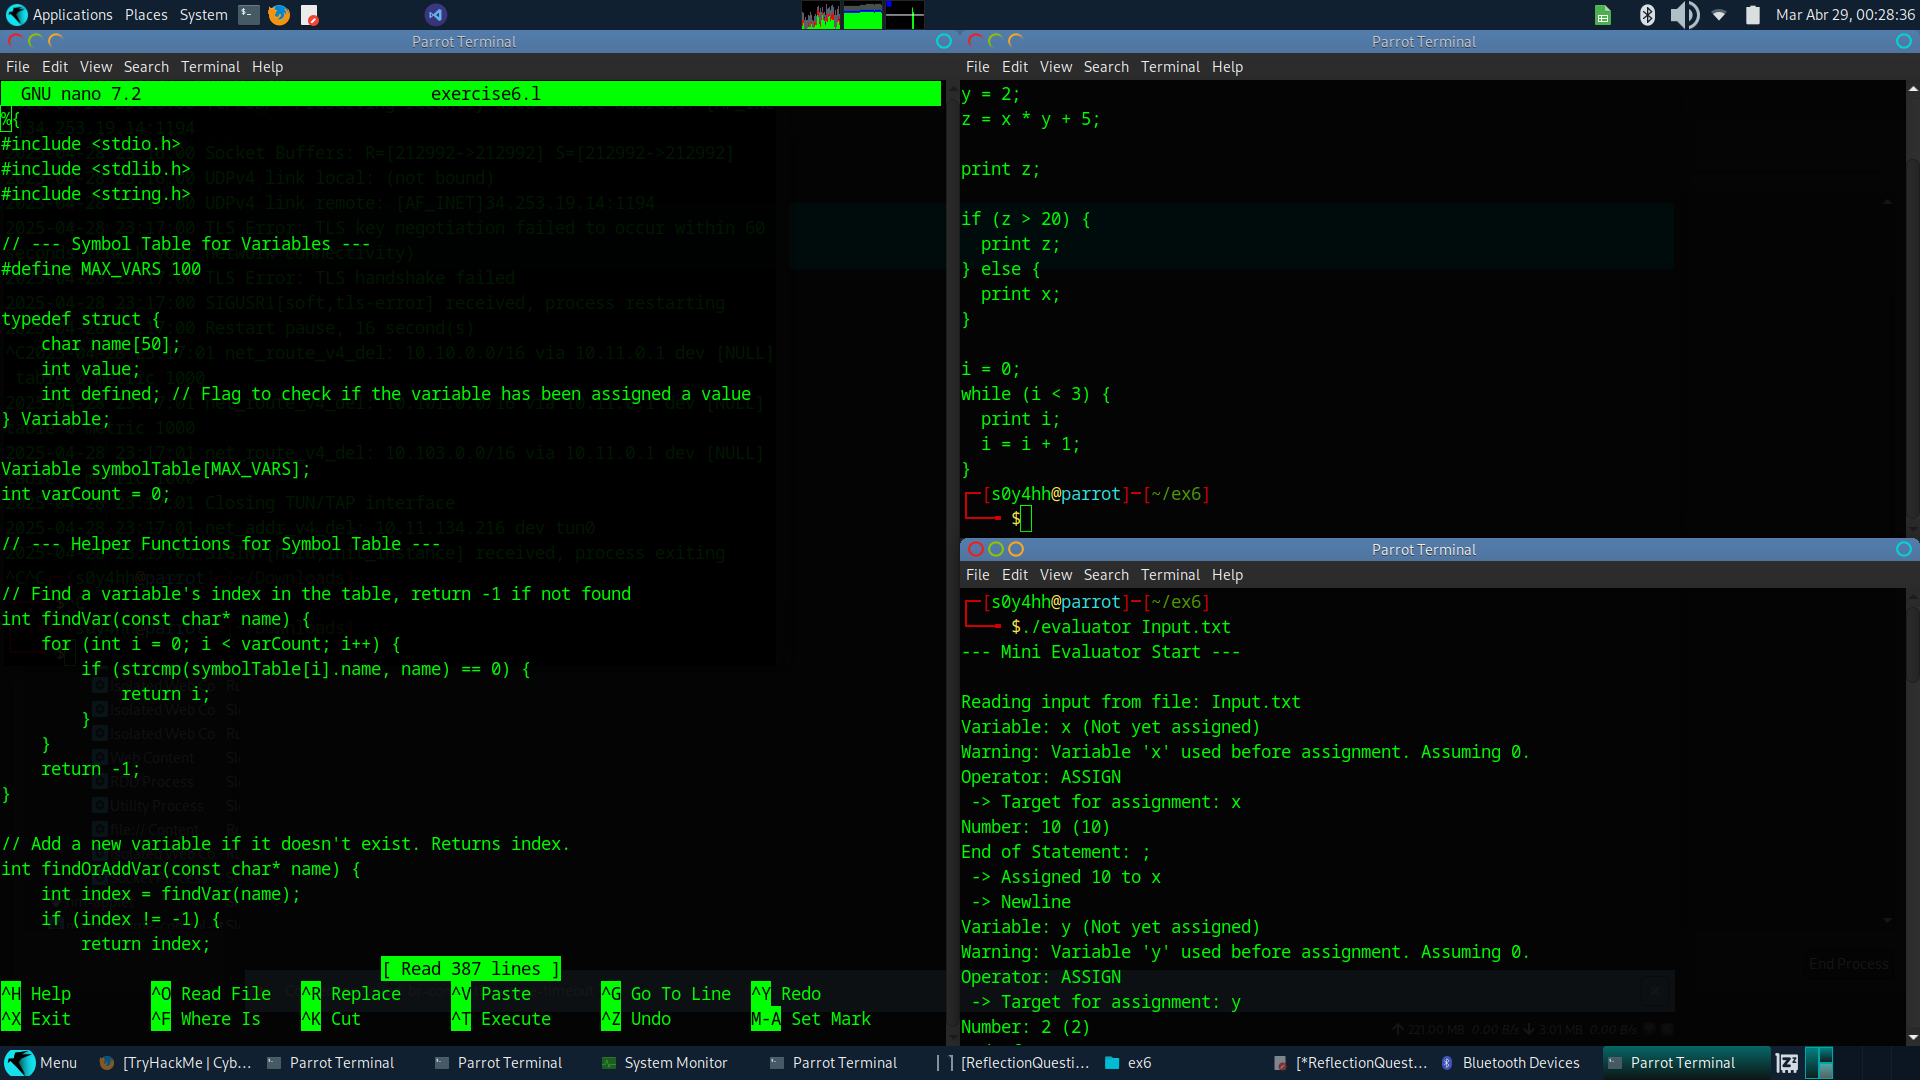 Applications Places System Mar Abr 29, 00:28:36
Parrot Terminal
File Edit View Search Terminal Help
GNU nano 7.2 exercise6.l
%{
#include <stdio.h>
#include <stdlib.h>
#include <string.h>
// --- Symbol Table for Variables ---
#define MAX_VARS 100
typedef struct {
    char name[50];
    int value;
    int defined; // Flag to check if the variable has been assigned a value
} Variable;
Variable symbolTable[MAX_VARS];
int varCount = 0;
// --- Helper Functions for Symbol Table ---
// Find a variable's index in the table, return -1 if not found
int findVar(const char* name) {
    for (int i = 0; i < varCount; i++) {
        if (strcmp(symbolTable[i].name, name) == 0) {
            return i;
        }
    }
    return -1;
}
// Add a new variable if it doesn't exist. Returns index.
int findOrAddVar(const char* name) {
    int index = findVar(name);
    if (index != -1) {
        return index;
[ Read 387 lines ]
^H Help ^O Read File ^R Replace ^V Paste ^G Go To Line ^Y Redo
^X Exit ^F Where Is ^K Cut ^T Execute ^Z Undo M-A Set Mark
Parrot Terminal
File Edit View Search Terminal Help
y = 2;
z = x * y + 5;
print z;
if (z > 20) {
  print z;
} else {
  print x;
}
i = 0;
while (i < 3) {
  print i;
  i = i + 1;
}
[s0y4hh@parrot]-[~/ex6]
$
Parrot Terminal
File Edit View Search Terminal Help
[s0y4hh@parrot]-[~/ex6]
$./evaluator Input.txt
--- Mini Evaluator Start ---
Reading input from file: Input.txt
Variable: x (Not yet assigned)
Warning: Variable 'x' used before assignment. Assuming 0.
Operator: ASSIGN
 -> Target for assignment: x
Number: 10 (10)
End of Statement: ;
 -> Assigned 10 to x
 -> Newline
Variable: y (Not yet assigned)
Warning: Variable 'y' used before assignment. Assuming 0.
Operator: ASSIGN
 -> Target for assignment: y
Number: 2 (2)
Menu [TryHackMe | Cyb... Parrot Terminal Parrot Terminal System Monitor Parrot Terminal [ReflectionQuesti... ex6 [*ReflectionQuest... Bluetooth Devices Parrot Terminal